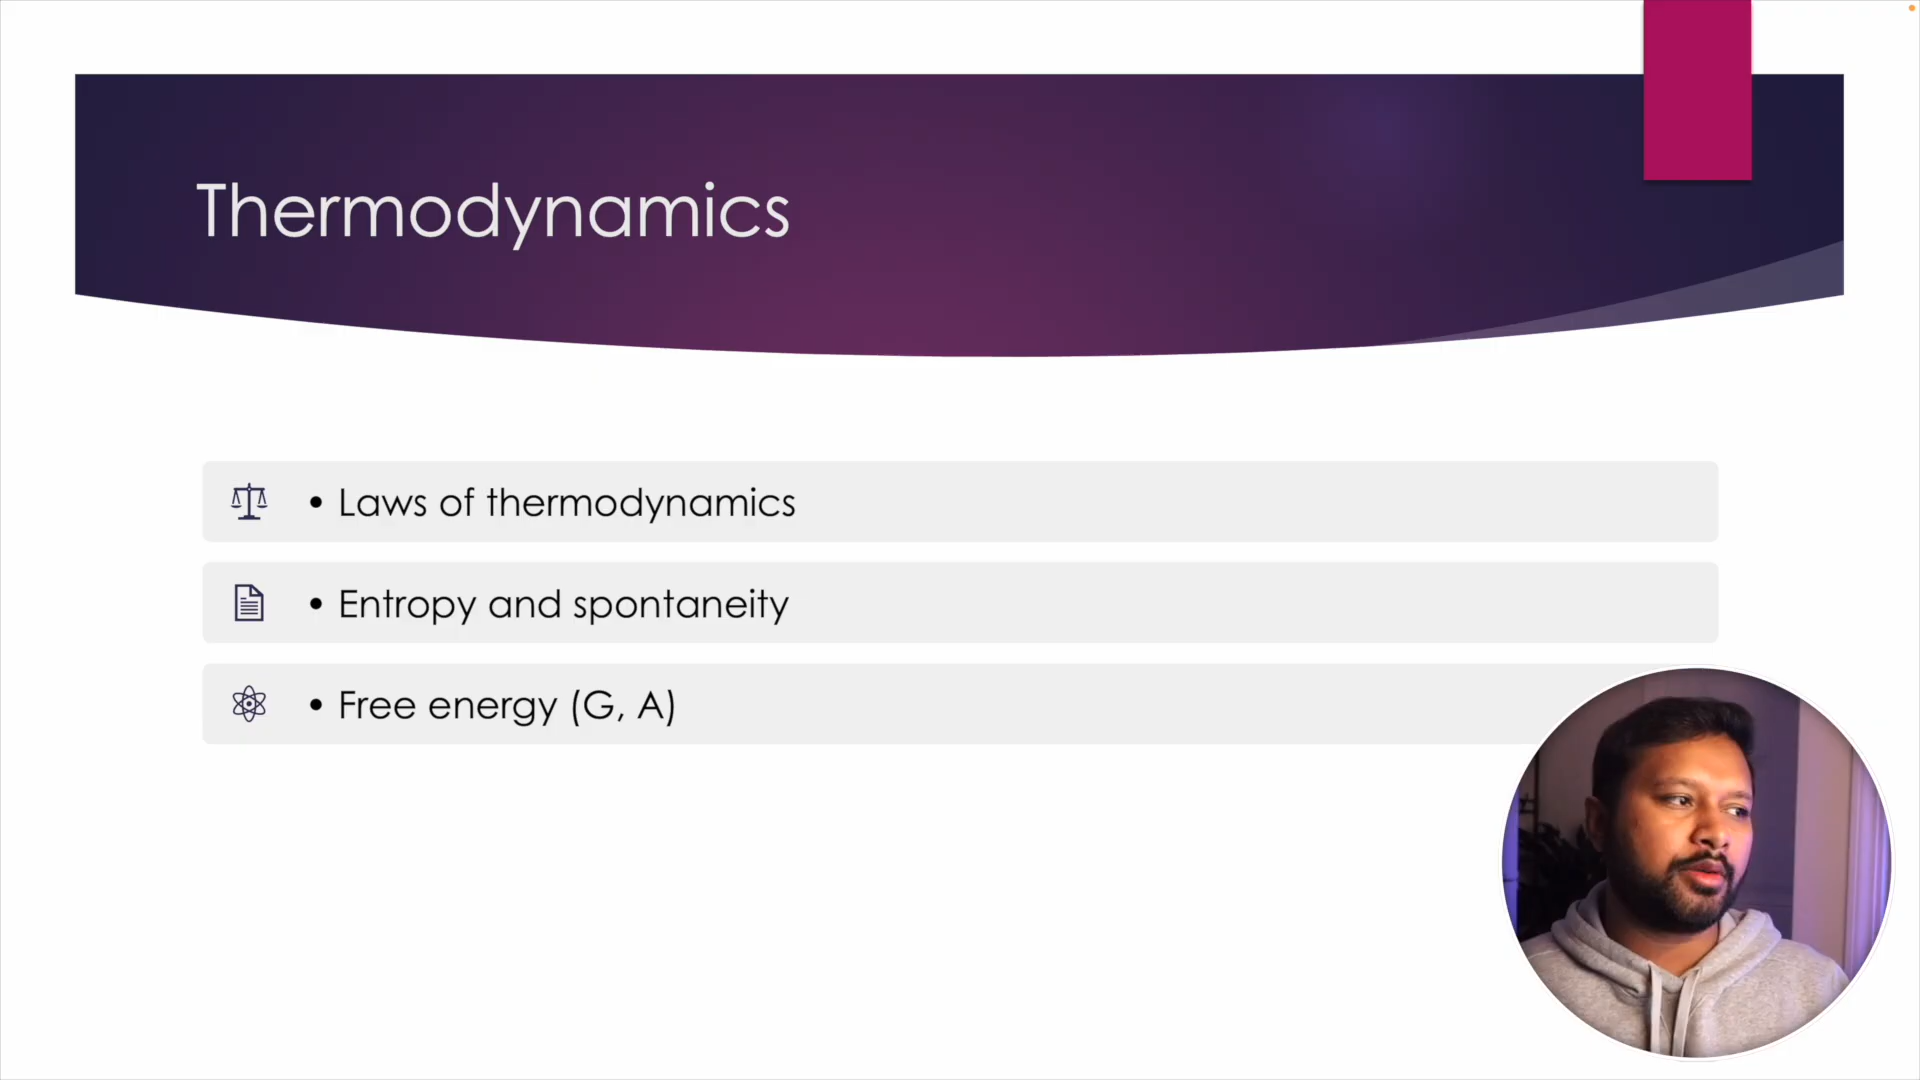 Thermodynamics
• Laws of thermodynamics
• Entropy and spontaneity
• Free energy (G, A)